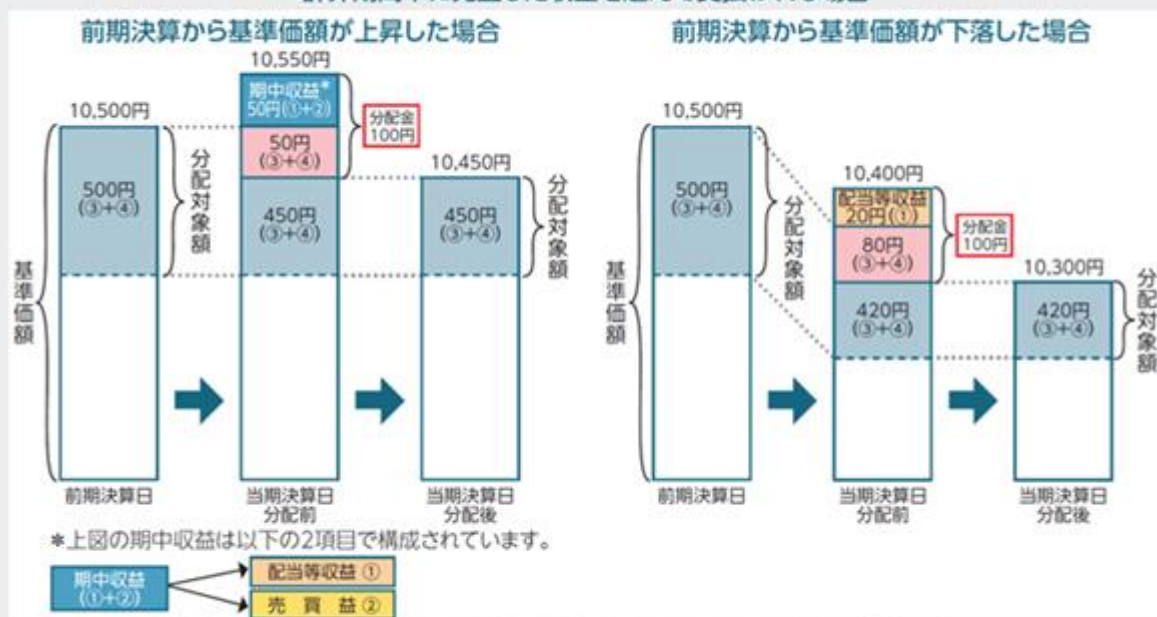 前期決算から基準価額が上昇した場合
10,550円
期中収益*
50円(①+②)
10,500円
分配金
100円
50円
(③+④)
10,450円
500円
(③+④)
分配対象額
450円
(③+④)
450円
(③+④)
分配対象額
基準価額
前期決算日
当期決算日
分配前
当期決算日
分配後
前期決算から基準価額が下落した場合
10,500円
10,400円
500円
(③+④)
分配対象額
配当等収益
20円(①)
分配金
100円
80円
(③+④)
10,300円
420円
(③+④)
420円
(③+④)
分配対象額
基準価額
前期決算日
当期決算日
分配前
当期決算日
分配後
*上図の期中収益は以下の2項目で構成されています。
期中収益
(①+②)
配当等収益 ①
売 買 益 ②